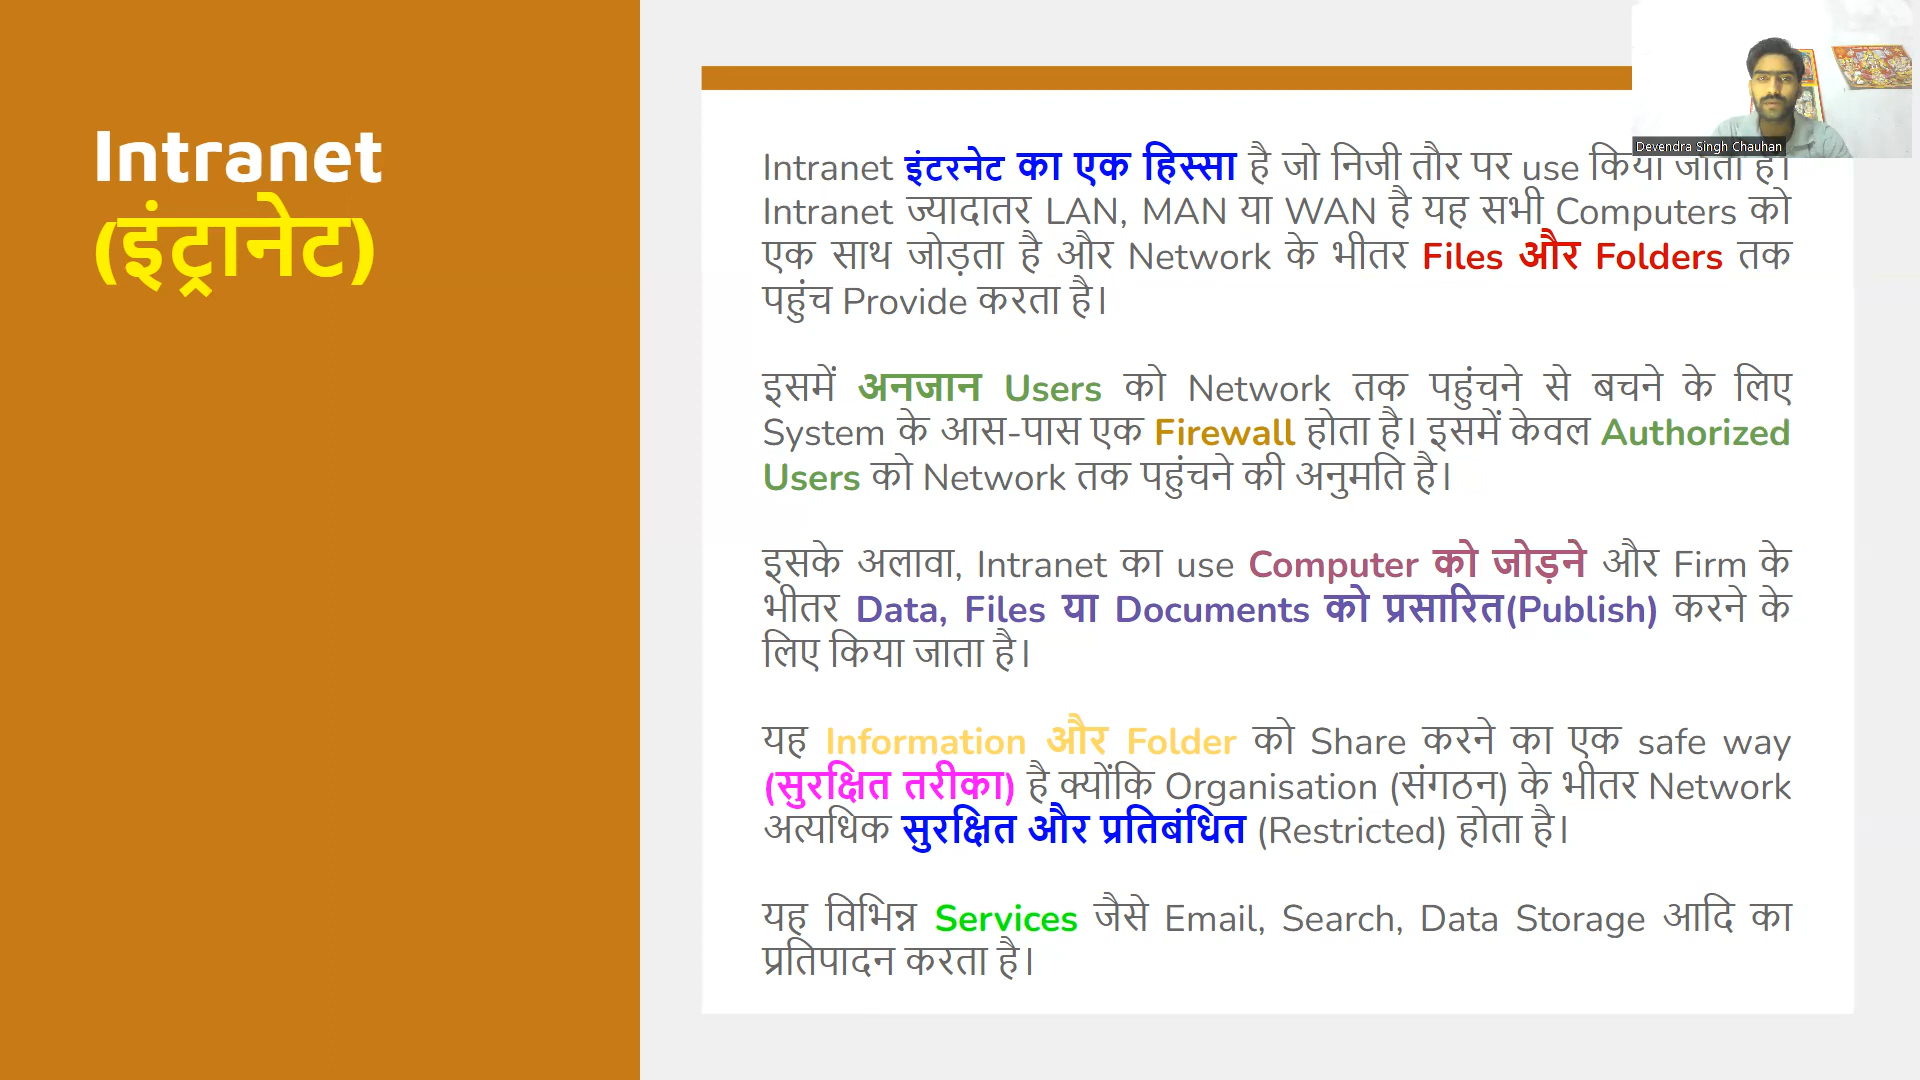 Intranet
(इंट्रानेट)
Devendra Singh Chauhan
Intranet इंटरनेट का एक हिस्सा है जो निजी तौर पर use किया जाता है।
Intranet ज्यादातर LAN, MAN या WAN है यह सभी Computers को
एक साथ जोड़ता है और Network के भीतर Files और Folders तक
पहुंच Provide करता है।
इसमें अनजान Users को Network तक पहुंचने से बचने के लिए
System के आस-पास एक Firewall होता है। इसमें केवल Authorized
Users को Network तक पहुंचने की अनुमति है।
इसके अलावा, Intranet का use Computer को जोड़ने और Firm के
भीतर Data, Files या Documents को प्रसारित(Publish) करने के
लिए किया जाता है।
यह Information और Folder को Share करने का एक safe way
(सुरक्षित तरीका) है क्योंकि Organisation (संगठन) के भीतर Network
अत्यधिक सुरक्षित और प्रतिबंधित (Restricted) होता है।
यह विभिन्न Services जैसे Email, Search, Data Storage आदि का
प्रतिपादन करता है।